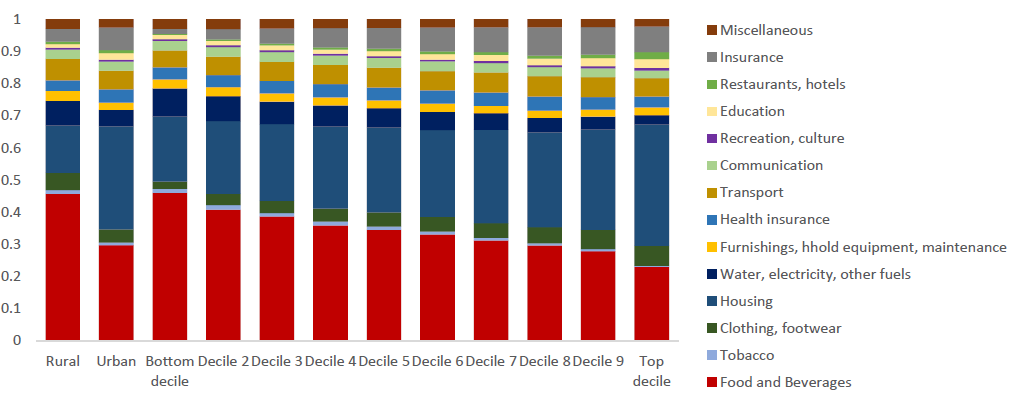 1
0.9
0.8
0.7
0.6
0.5
0.4
0.3
0.2
0.1
0
Rural
Urban
Bottom decile
Decile 2
Decile 3
Decile 4
Decile 5
Decile 6
Decile 7
Decile 8
Decile 9
Top decile
Miscellaneous
Insurance
Restaurants, hotels
Education
Recreation, culture
Communication
Transport
Health insurance
Furnishings, hhold equipment, maintenance
Water, electricity, other fuels
Housing
Clothing, footwear
Tobacco
Food and Beverages